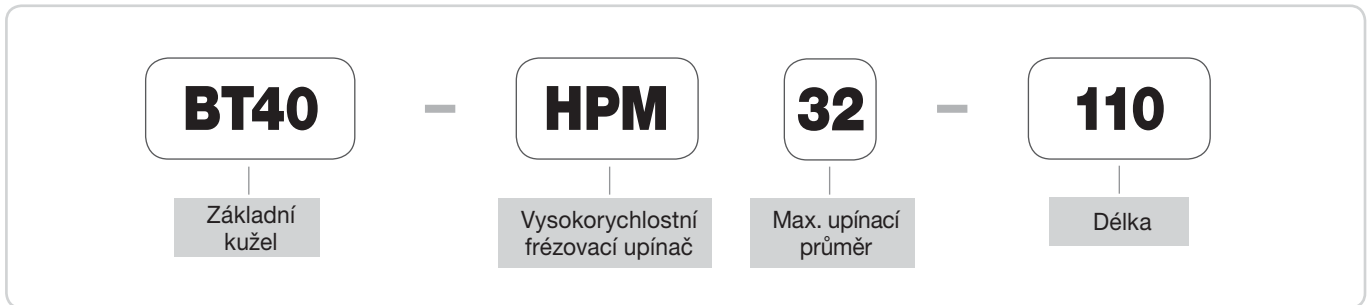 BT40 - HPM 32 - 110
Základní
kužel
Vysokorychlostní
frézovací upínač
Max. upínací
průměr
Délka